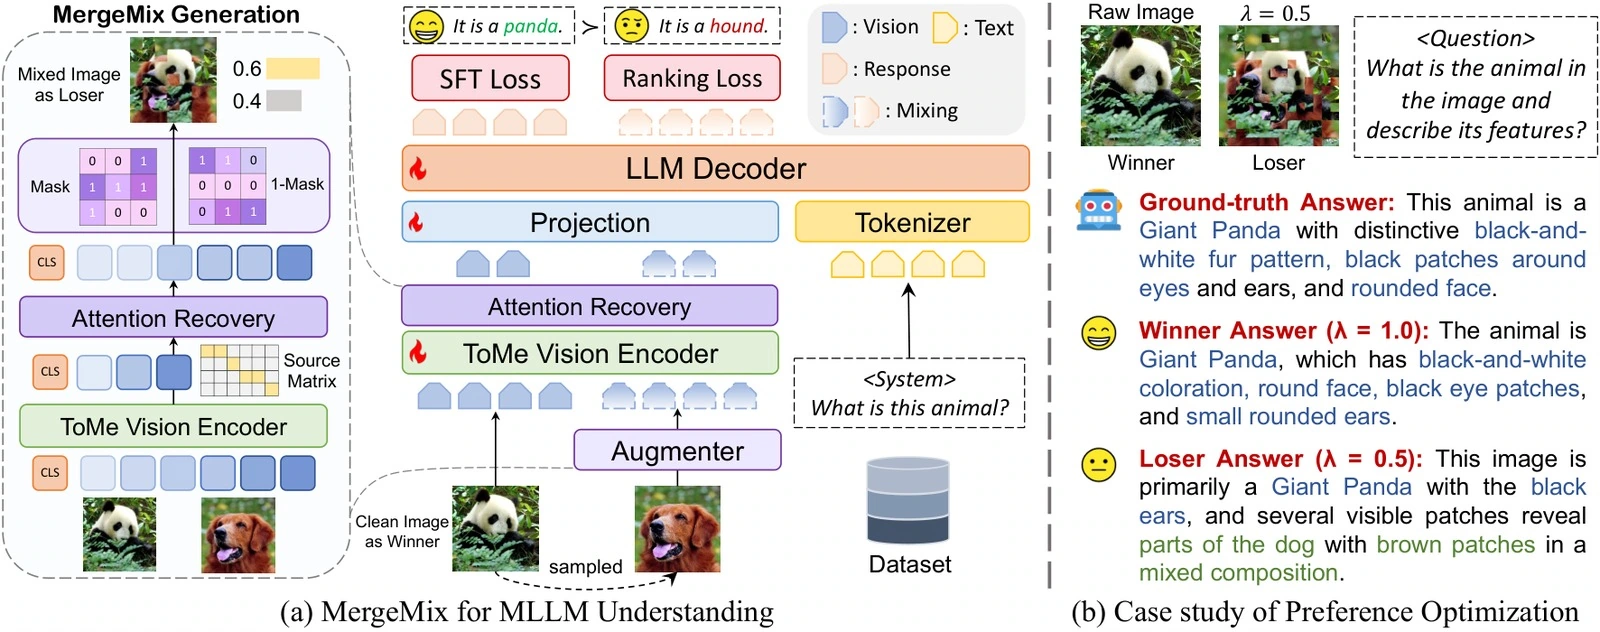 MergeMix Generation
Mixed Image
as Loser
0.6
0.4
Mask
0 0 1
1 1 1
1 0 0
1 1 0
0 0 0
0 1 1
1-Mask
CLS
Attention Recovery
CLS
Source
Matrix
ToMe Vision Encoder
CLS
It is a panda.
≻
It is a hound.
SFT Loss
Ranking Loss
: Vision
: Text
: Response
: Mixing
LLM Decoder
Projection
Tokenizer
Attention Recovery
ToMe Vision Encoder
<System>
What is this animal?
Augmenter
Clean Image
as Winner
sampled
Dataset
(a) MergeMix for MLLM Understanding
Raw Image
λ = 0.5
Winner
Loser
<Question>
What is the animal in
the image and
describe its features?
Ground-truth Answer: This animal is a
Giant Panda with distinctive black-and-
white fur pattern, black patches around
eyes and ears, and rounded face.
Winner Answer (λ = 1.0): The animal is
Giant Panda, which has black-and-white
coloration, round face, black eye patches,
and small rounded ears.
Loser Answer (λ = 0.5): This image is
primarily a Giant Panda with the black
ears, and several visible patches reveal
parts of the dog with brown patches in a
mixed composition.
(b) Case study of Preference Optimization